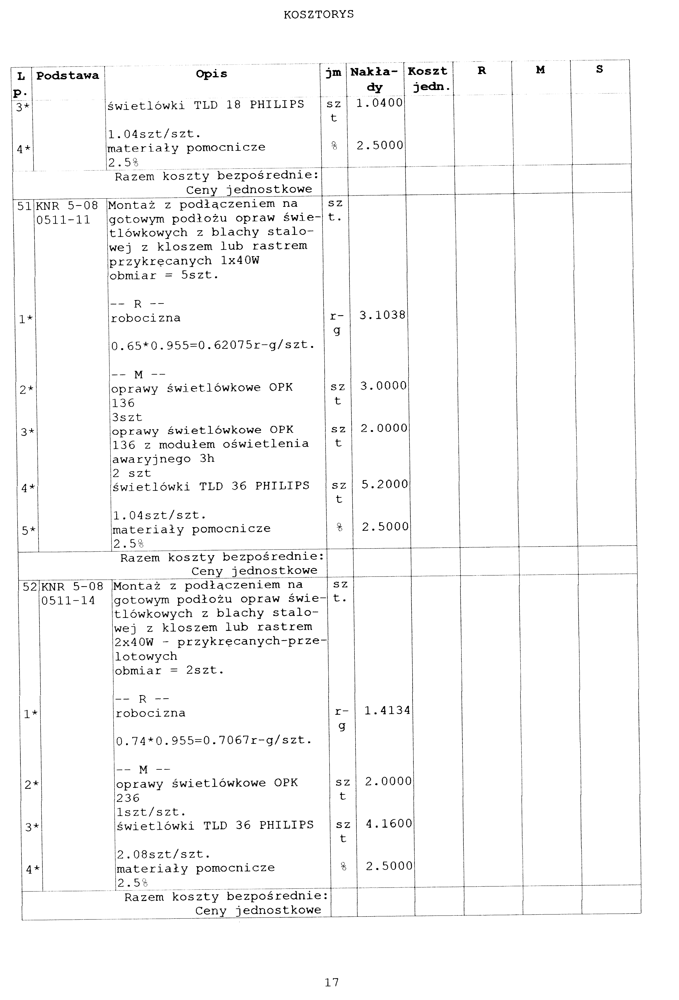 KOSZTORYS
L Podstawa Opis jm Nakła- Koszt R M S
p. dy jedn.
3* świetlówki TLD 18 PHILIPS sz 1.0400
t
1.04szt/szt.
4* materiały pomocnicze % 2.5000
2.5%
Razem koszty bezpośrednie:
Ceny jednostkowe
51 KNR 5-08 Montaż z podłączeniem na sz
0511-11 gotowym podłożu opraw świe- t.
tlówkowych z blachy stalo-
wej z kloszem lub rastrem
przykręcanych 1x40W
obmiar = 5szt.
-- R --
1* robocizna r- 3.1038
g
0.65*0.955=0.62075r-g/szt.
-- M --
2* oprawy świetlówkowe OPK sz 3.0000
136 t
3szt
3* oprawy świetlówkowe OPK sz 2.0000
136 z modułem oświetlenia t
awaryjnego 3h
2 szt
4* świetlówki TLD 36 PHILIPS sz 5.2000
t
1.04szt/szt.
5* materiały pomocnicze % 2.5000
2.5%
Razem koszty bezpośrednie:
Ceny jednostkowe
52 KNR 5-08 Montaż z podłączeniem na sz
0511-14 gotowym podłożu opraw świe- t.
tlówkowych z blachy stalo-
wej z kloszem lub rastrem
2x40W - przykręcanych-prze-
lotowych
obmiar = 2szt.
-- R --
1* robocizna r- 1.4134
g
0.74*0.955=0.7067r-g/szt.
-- M --
2* oprawy świetlówkowe OPK sz 2.0000
236 t
1szt/szt.
3* świetlówki TLD 36 PHILIPS sz 4.1600
t
2.08szt/szt.
4* materiały pomocnicze % 2.5000
2.5%
Razem koszty bezpośrednie:
Ceny jednostkowe
17